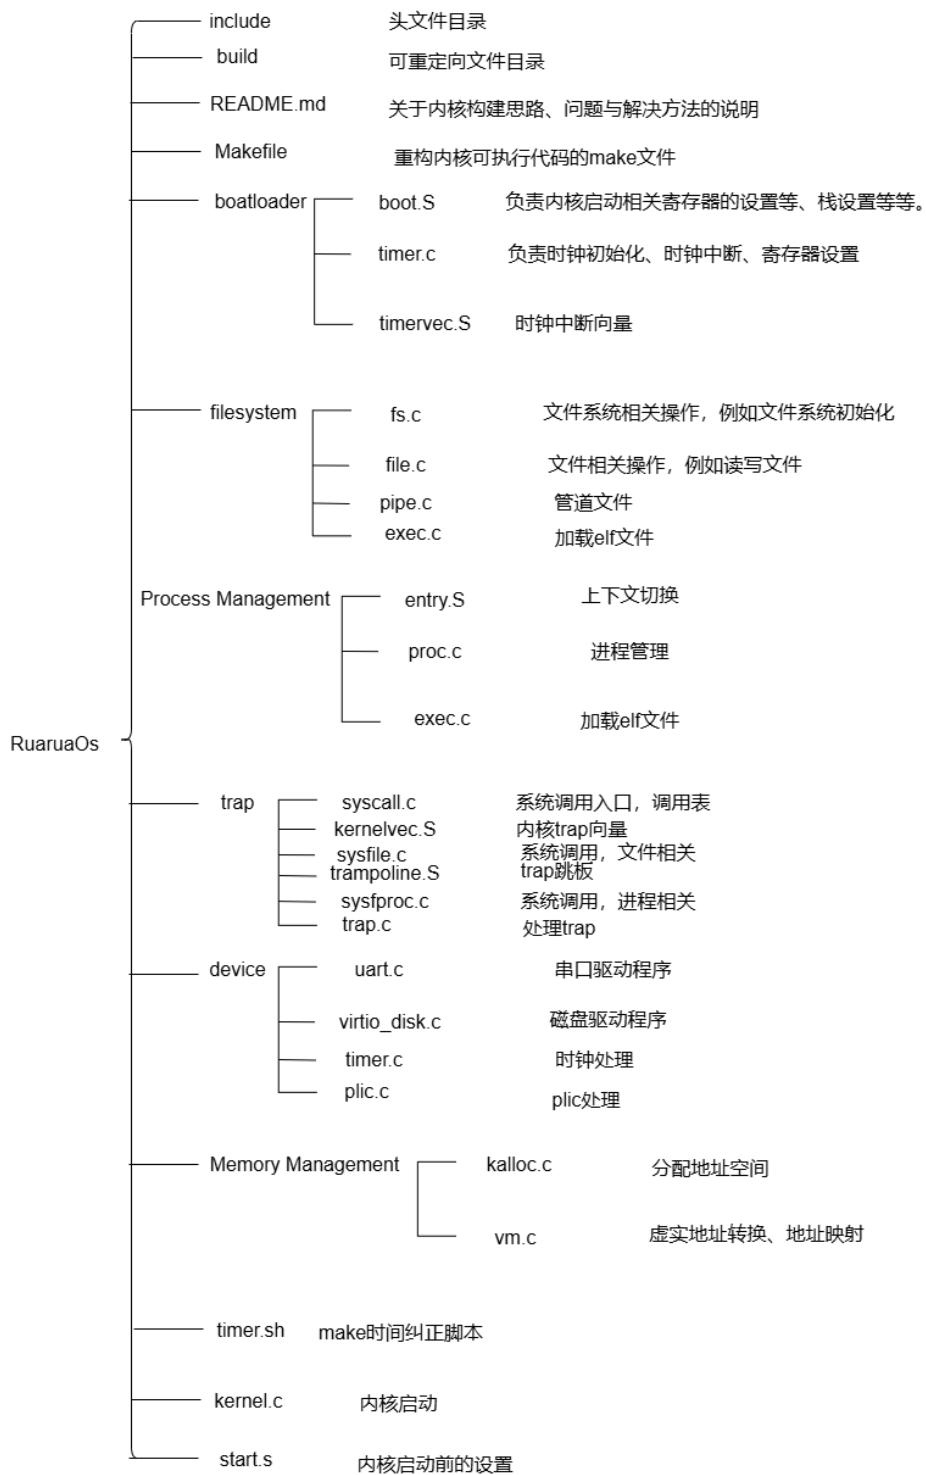 include 头文件目录
build 可重定向文件目录
README.md 关于内核构建思路、问题与解决方法的说明
Makefile 重构内核可执行代码的make文件
boatloader boot.S 负责内核启动相关寄存器的设置等、栈设置等等。
timer.c 负责时钟初始化、时钟中断、寄存器设置
timervec.S 时钟中断向量
filesystem fs.c 文件系统相关操作，例如文件系统初始化
file.c 文件相关操作，例如读写文件
pipe.c 管道文件
exec.c 加载elf文件
Process Management entry.S 上下文切换
proc.c 进程管理
exec.c 加载elf文件
RuaruaOs
trap syscall.c 系统调用入口，调用表
kernelvec.S 内核trap向量
sysfile.c 系统调用，文件相关
trampoline.S trap跳板
sysfproc.c 系统调用，进程相关
trap.c 处理trap
device uart.c 串口驱动程序
virtio_disk.c 磁盘驱动程序
timer.c 时钟处理
plic.c plic处理
Memory Management kalloc.c 分配地址空间
vm.c 虚实地址转换、地址映射
timer.sh make时间纠正脚本
kernel.c 内核启动
start.s 内核启动前的设置